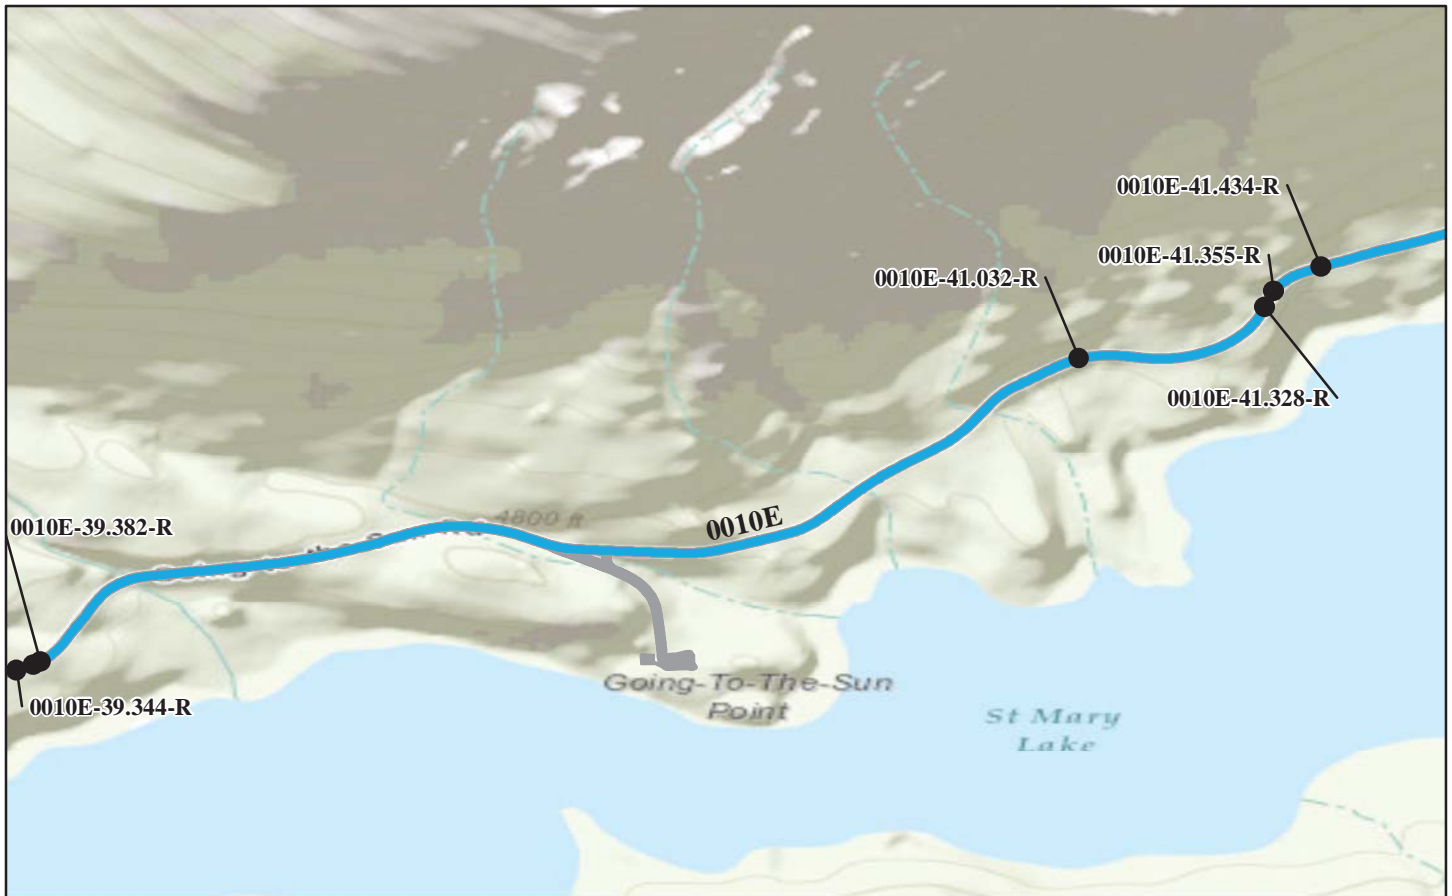 0010E-41.434-R
0010E-41.355-R
0010E-41.032-R
0010E-41.328-R
4800 ft
0010E
0010E-39.382-R
Going-To-The-Sun
Point
0010E-39.344-R
St Mary
Lake